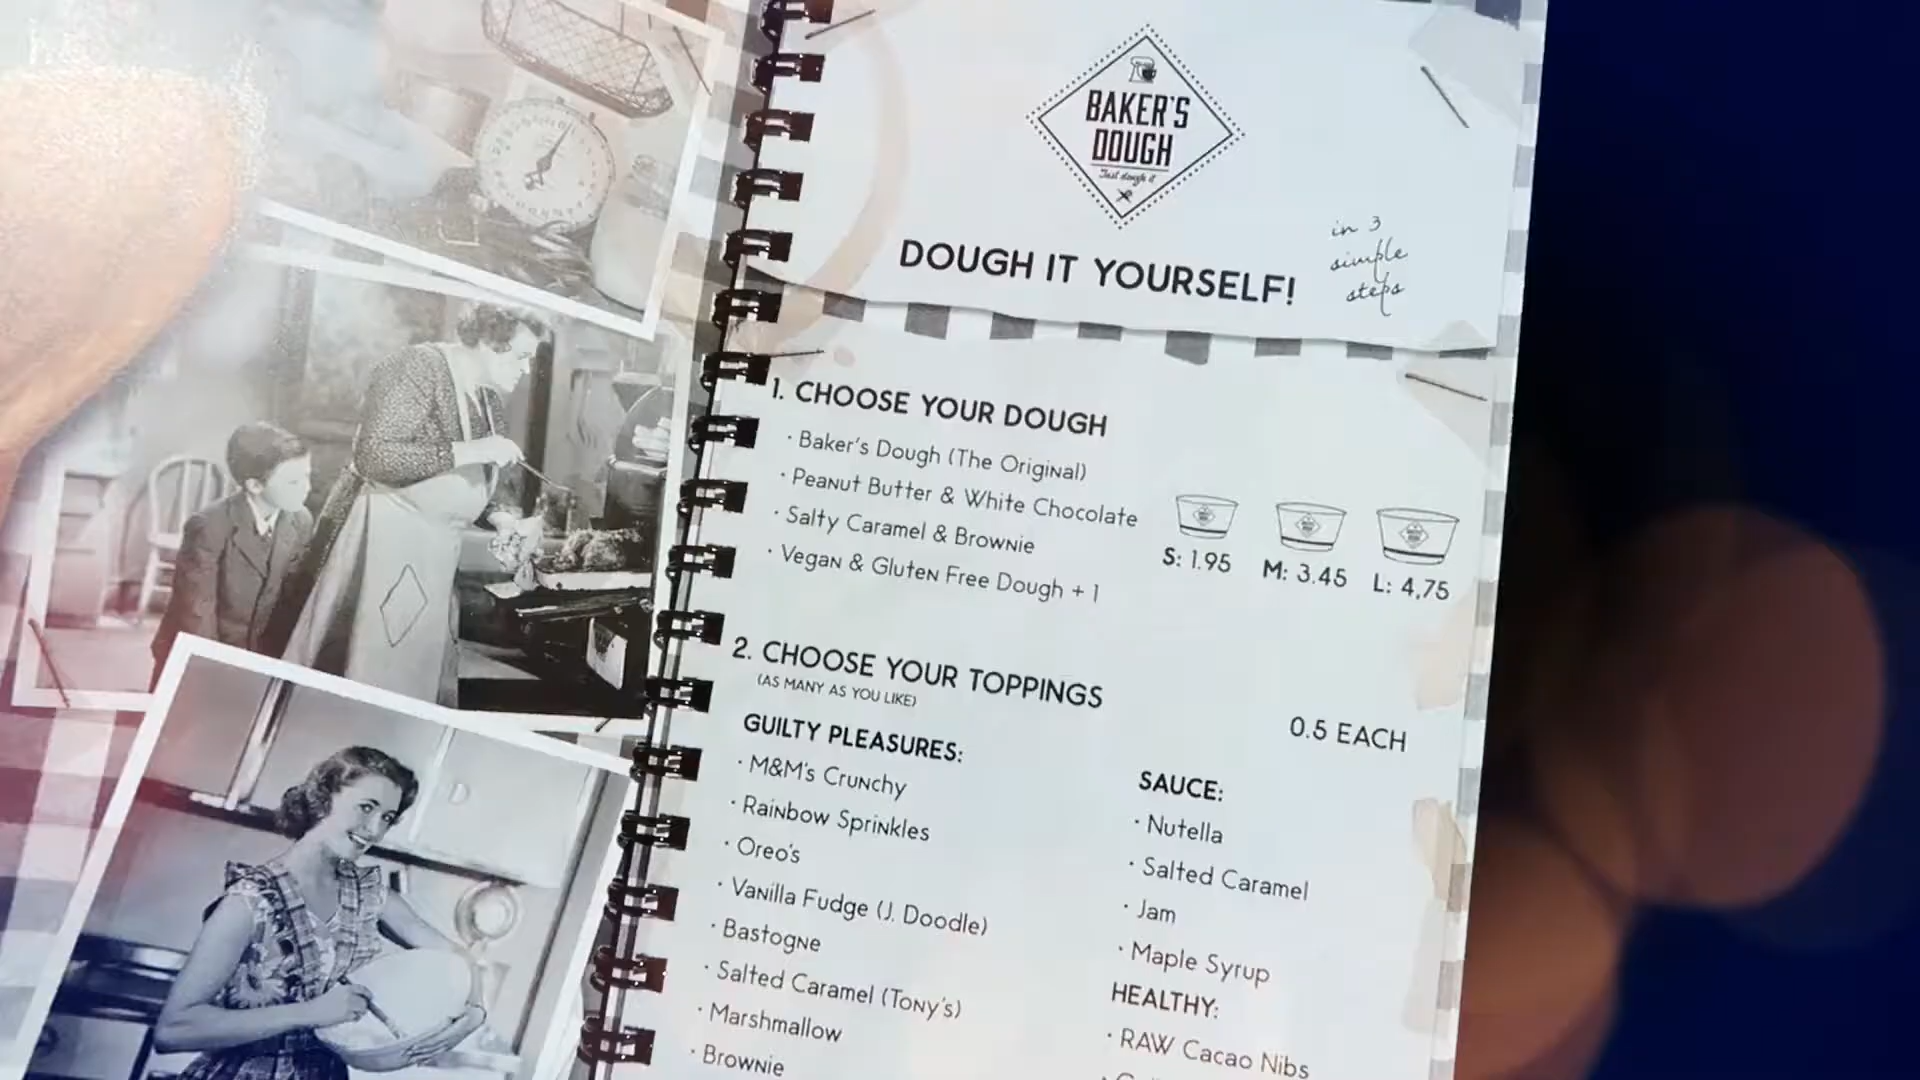 BAKER'S
DOUGH
Just dough it
DOUGH IT YOURSELF!
in 3
simple
steps
1. CHOOSE YOUR DOUGH
· Baker's Dough (The Original)
· Peanut Butter & White Chocolate
· Salty Caramel & Brownie
· Vegan & Gluten Free Dough + 1
S: 1.95 M: 3.45 L: 4,75
2. CHOOSE YOUR TOPPINGS
(AS MANY AS YOU LIKE)
0.5 EACH
GUILTY PLEASURES:
· M&M's Crunchy
· Rainbow Sprinkles
· Oreo's
· Vanilla Fudge (J. Doodle)
· Bastogne
· Salted Caramel (Tony's)
· Marshmallow
· Brownie
SAUCE:
· Nutella
· Salted Caramel
· Jam
· Maple Syrup
HEALTHY:
· RAW Cacao Nibs